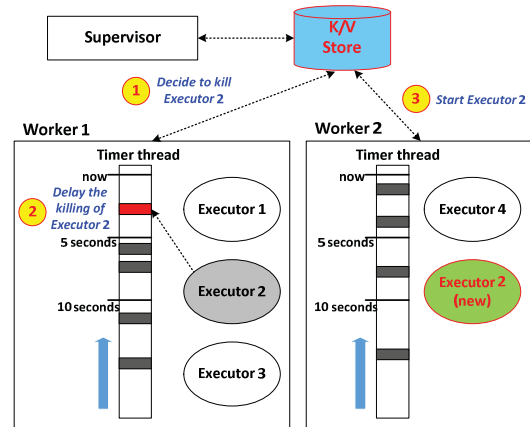 Supervisor
K/V
Store
1
Decide to kill
Executor 2
3
Start Executor 2
Worker 1
Timer thread
now
2
Delay the
killing of
Executor 2
5 seconds
10 seconds
Executor 1
Executor 2
Executor 3
Worker 2
Timer thread
now
5 seconds
10 seconds
Executor 4
Executor 2
(new)